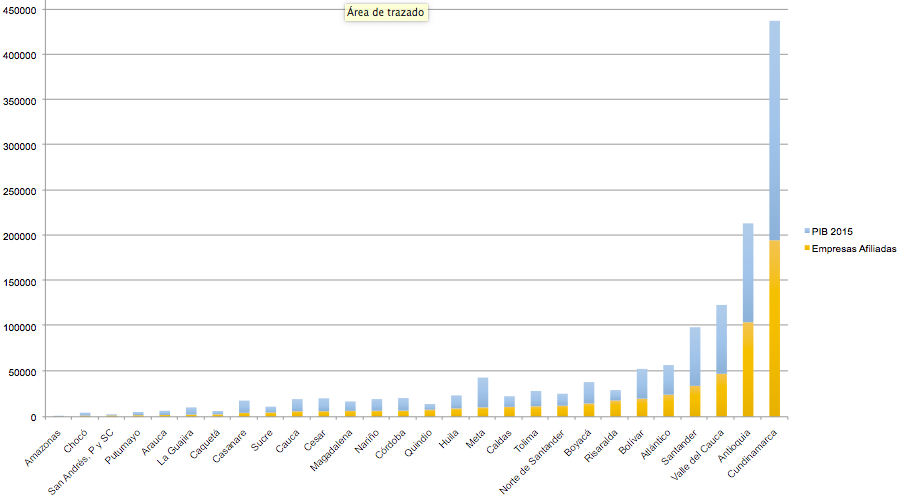 Área de trazado
450000
400000
350000
300000
250000
200000
150000
100000
50000
0
PIB 2015
Empresas Afiliadas
Amazonas
Chocó
San Andrés, P y SC
Putumayo
Arauca
La Guajira
Caquetá
Casanare
Sucre
Cauca
Cesar
Magadalena
Nariño
Córdoba
Quindio
Huila
Meta
Caldas
Tolima
Norte de Santander
Boyacá
Risaralda
Bolívar
Atlántico
Santander
Valle del Cauca
Antioquia
Cundinamarca